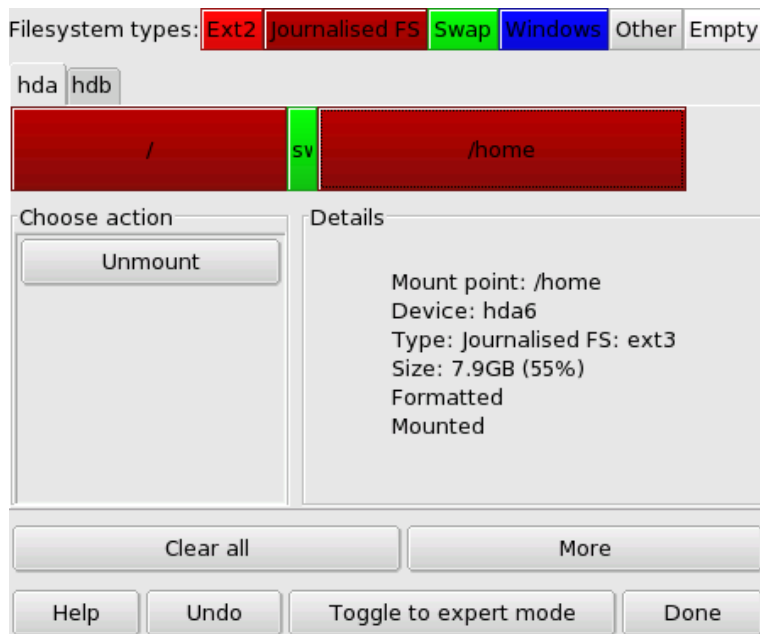 Filesystem types: Ext2 Journalised FS Swap Windows Other Empty
hda hdb
/ sw /home
Choose action Details
Unmount
Mount point: /home
Device: hda6
Type: Journalised FS: ext3
Size: 7.9GB (55%)
Formatted
Mounted
Clear all More
Help Undo Toggle to expert mode Done